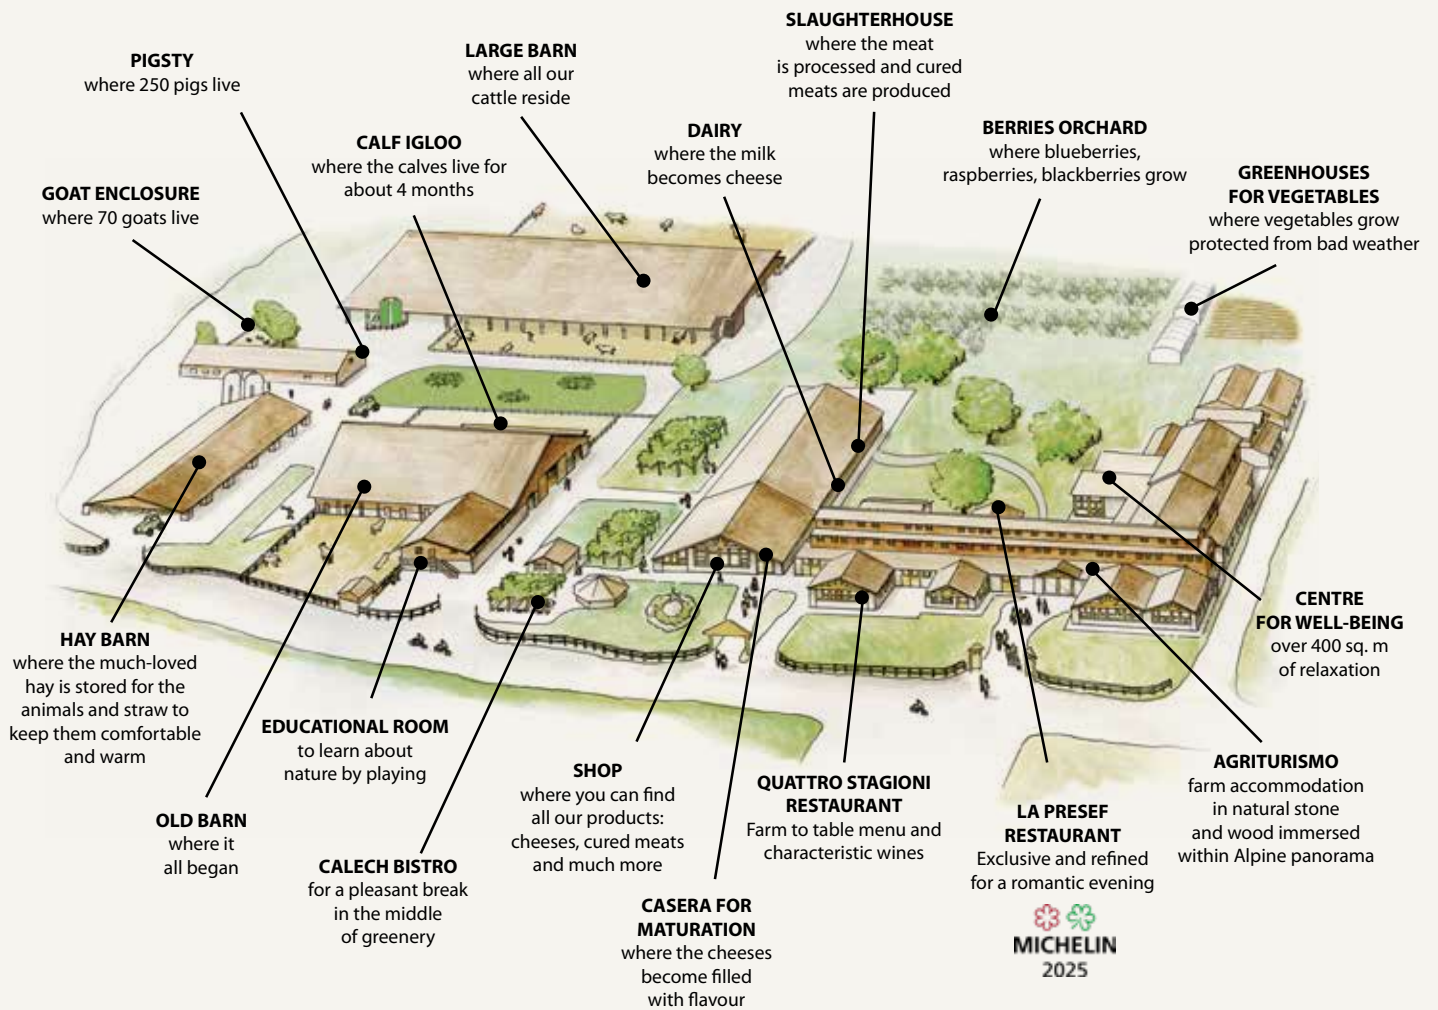 SLAUGHTERHOUSE
where the meat
is processed and cured
meats are produced
LARGE BARN
where all our
cattle reside
PIGSTY
where 250 pigs live
DAIRY
where the milk
becomes cheese
BERRIES ORCHARD
where blueberries,
raspberries, blackberries grow
CALF IGLOO
where the calves live for
about 4 months
GREENHOUSES
FOR VEGETABLES
where vegetables grow
protected from bad weather
GOAT ENCLOSURE
where 70 goats live
HAY BARN
where the much-loved
hay is stored for the
animals and straw to
keep them comfortable
and warm
CENTRE
FOR WELL-BEING
over 400 sq. m
of relaxation
EDUCATIONAL ROOM
to learn about
nature by playing
OLD BARN
where it
all began
CALECH BISTRO
for a pleasant break
in the middle
of greenery
SHOP
where you can find
all our products:
cheeses, cured meats
and much more
CASERA FOR
MATURATION
where the cheeses
become filled
with flavour
QUATTRO STAGIONI
RESTAURANT
Farm to table menu and
characteristic wines
LA PRESEF
RESTAURANT
Exclusive and refined
for a romantic evening
MICHELIN
2025
AGRITURISMO
farm accommodation
in natural stone
and wood immersed
within Alpine panorama